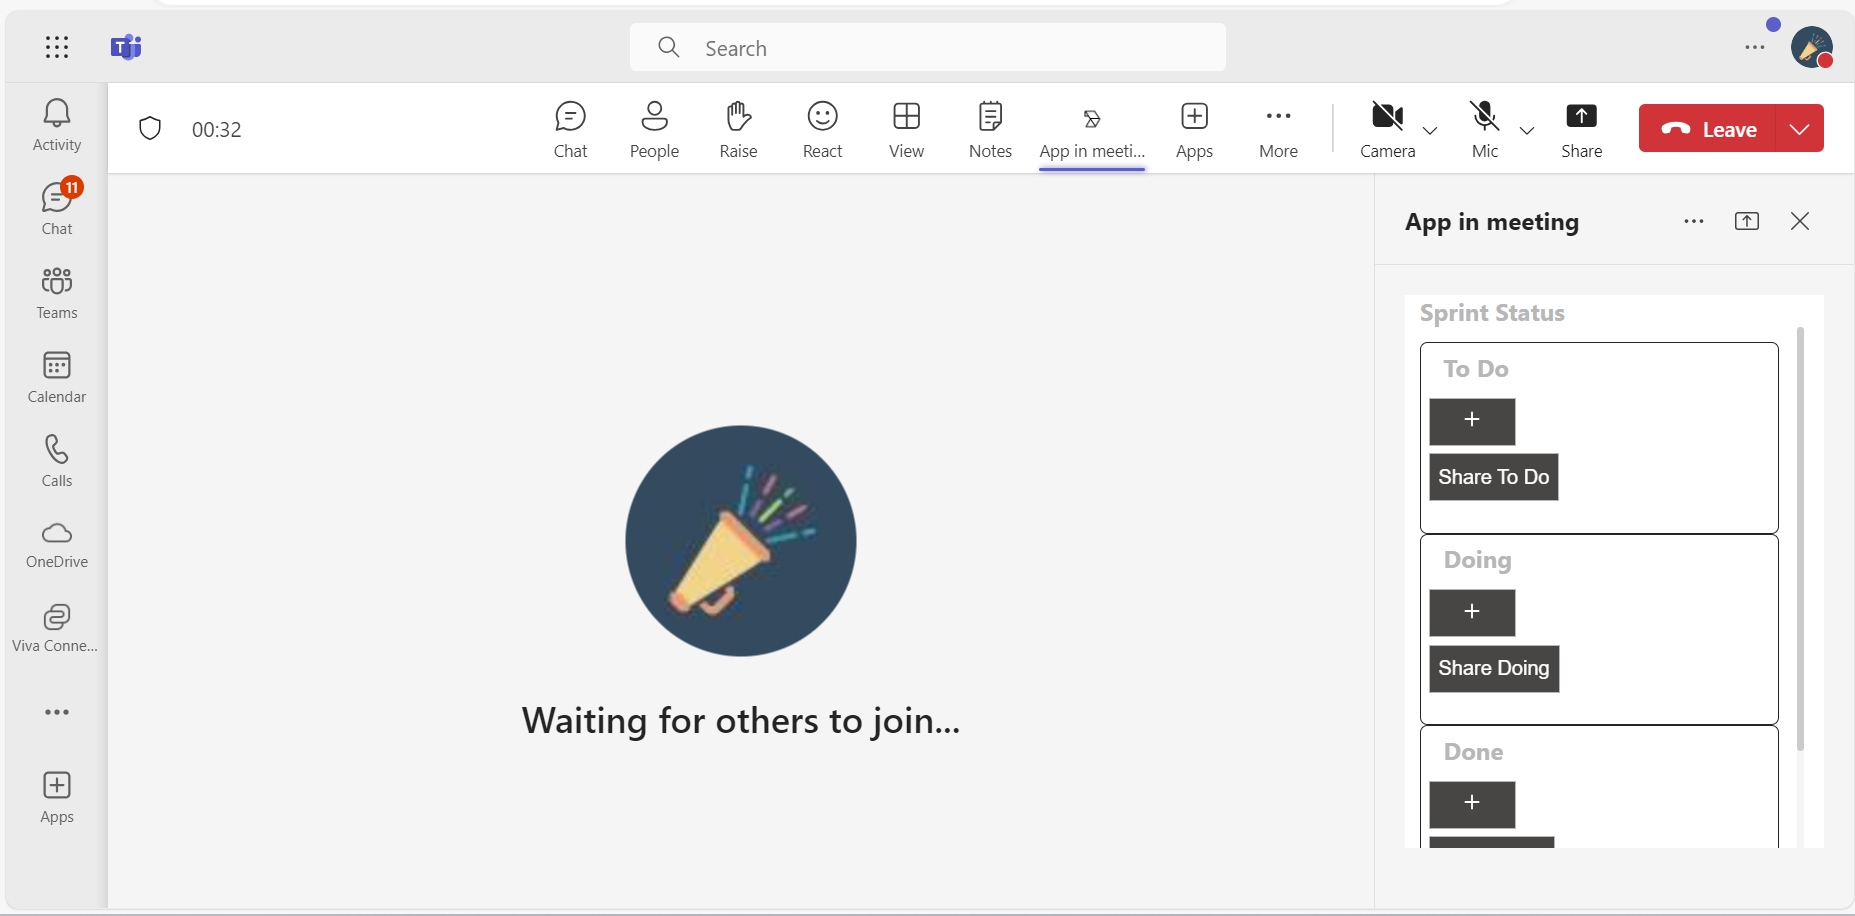 Search
00:32
Chat
People
Raise
React
View
Notes
App in meeti...
Apps
More
Camera
Mic
Share
Leave
Activity
11
Chat
Teams
Calendar
Calls
OneDrive
Viva Conne...
Apps
Waiting for others to join...
App in meeting
Sprint Status
To Do
+
Share To Do
Doing
+
Share Doing
Done
+